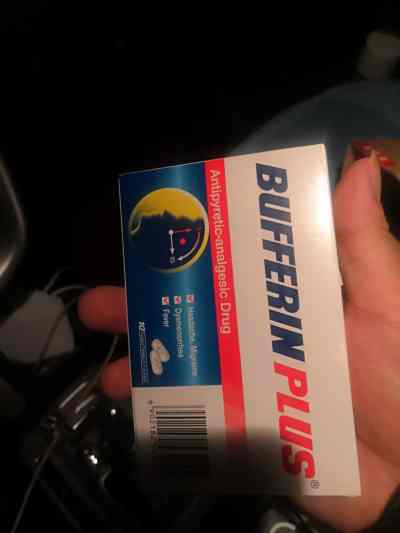 BUFFERIN PLUS®
Antipyretic-analgesic Drug
Headache, Migraine
Dysmenorrhea
Fever